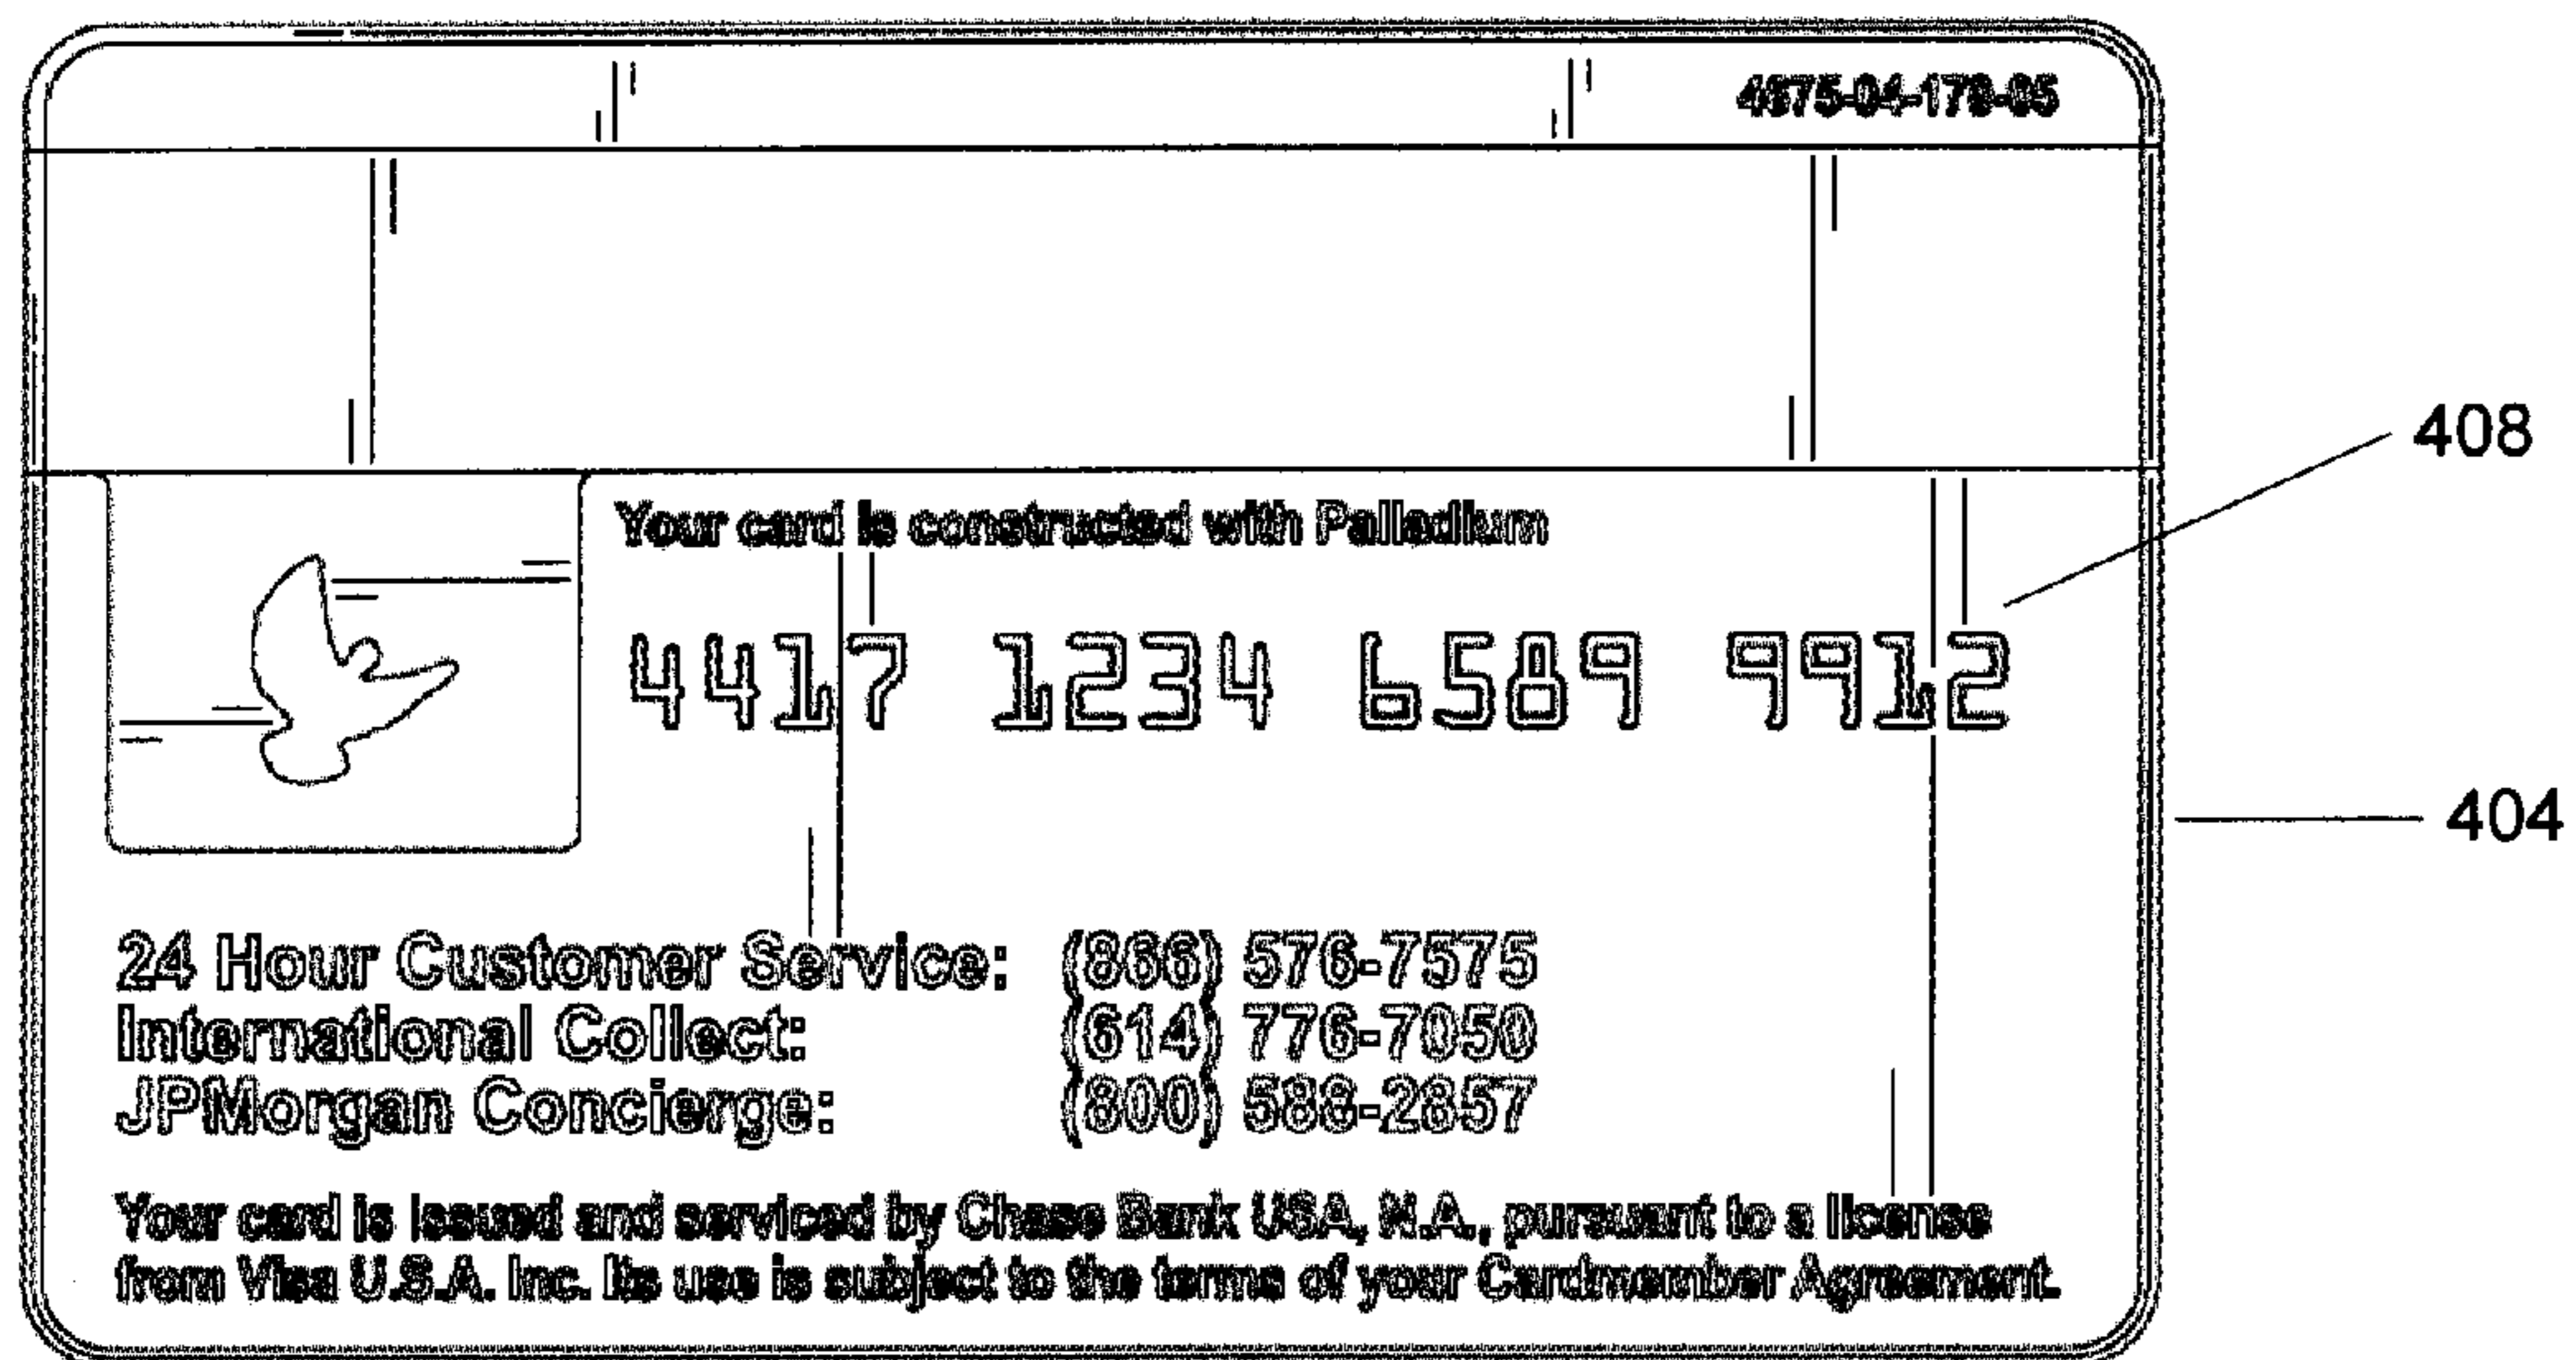 4975-04-179-05
408
Your card is constructed with Palladium
4417 1234 6589 9912
404
24 Hour Customer Service: (866) 576-7575
International Collect: (614) 776-7050
JPMorgan Concierge: (800) 588-2857
Your card is issued and serviced by Chase Bank USA, N.A., pursuant to a license
from Visa U.S.A. Inc. Its use is subject to the terms of your Cardmember Agreement.